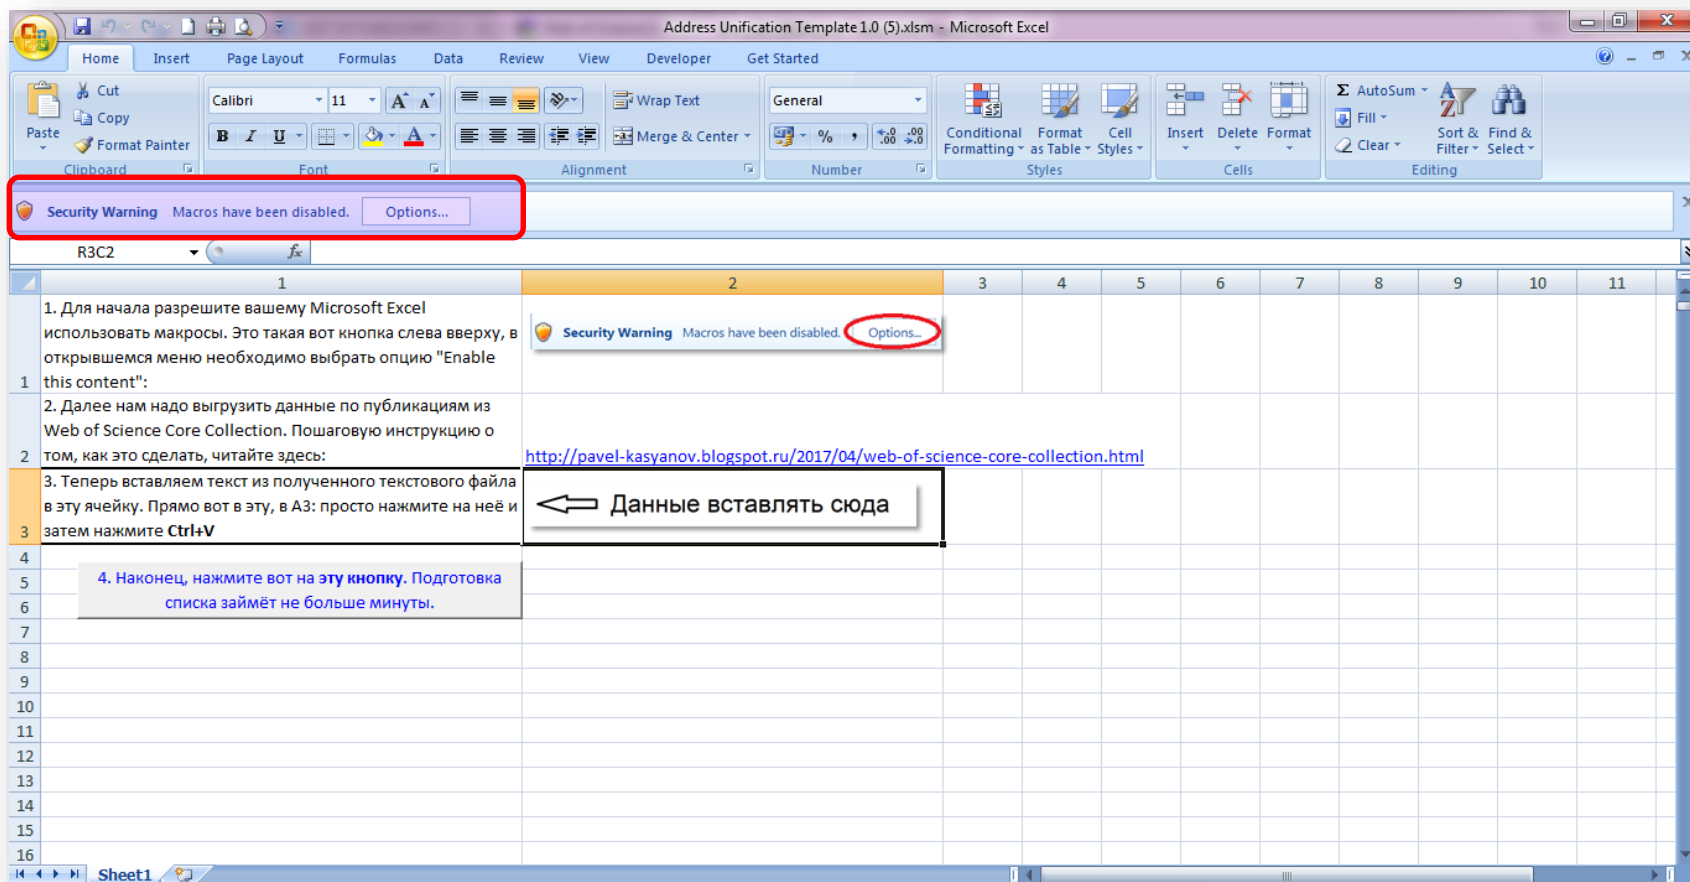 Address Unification Template 1.0 (5).xlsm - Microsoft Excel
Home Insert Page Layout Formulas Data Review View Developer Get Started
Paste
Cut
Copy
Format Painter
Clipboard
Calibri 11
B I U
Font
Wrap Text
Merge & Center
Alignment
General
Number
Conditional Formatting
Format as Table
Cell Styles
Styles
Insert Delete Format
Cells
Σ AutoSum
Fill
Clear
Sort & Filter
Find & Select
Editing
Security Warning Macros have been disabled. Options...
R3C2 fx
1 2 3 4 5 6 7 8 9 10 11
1. Для начала разрешите вашему Microsoft Excel
использовать макросы. Это такая вот кнопка слева вверху, в
открывшемся меню необходимо выбрать опцию "Enable
1 this content":
Security Warning Macros have been disabled. Options...
2. Далее нам надо выгрузить данные по публикациям из
Web of Science Core Collection. Пошаговую инструкцию о
2 том, как это сделать, читайте здесь:
http://pavel-kasyanov.blogspot.ru/2017/04/web-of-science-core-collection.html
3. Теперь вставляем текст из полученного текстового файла
в эту ячейку. Прямо вот в эту, в А3: просто нажмите на неё и
3 затем нажмите Ctrl+V
Данные вставлять сюда
4
5
6
4. Наконец, нажмите вот на эту кнопку. Подготовка
списка займёт не больше минуты.
7
8
9
10
11
12
13
14
15
16
Sheet1